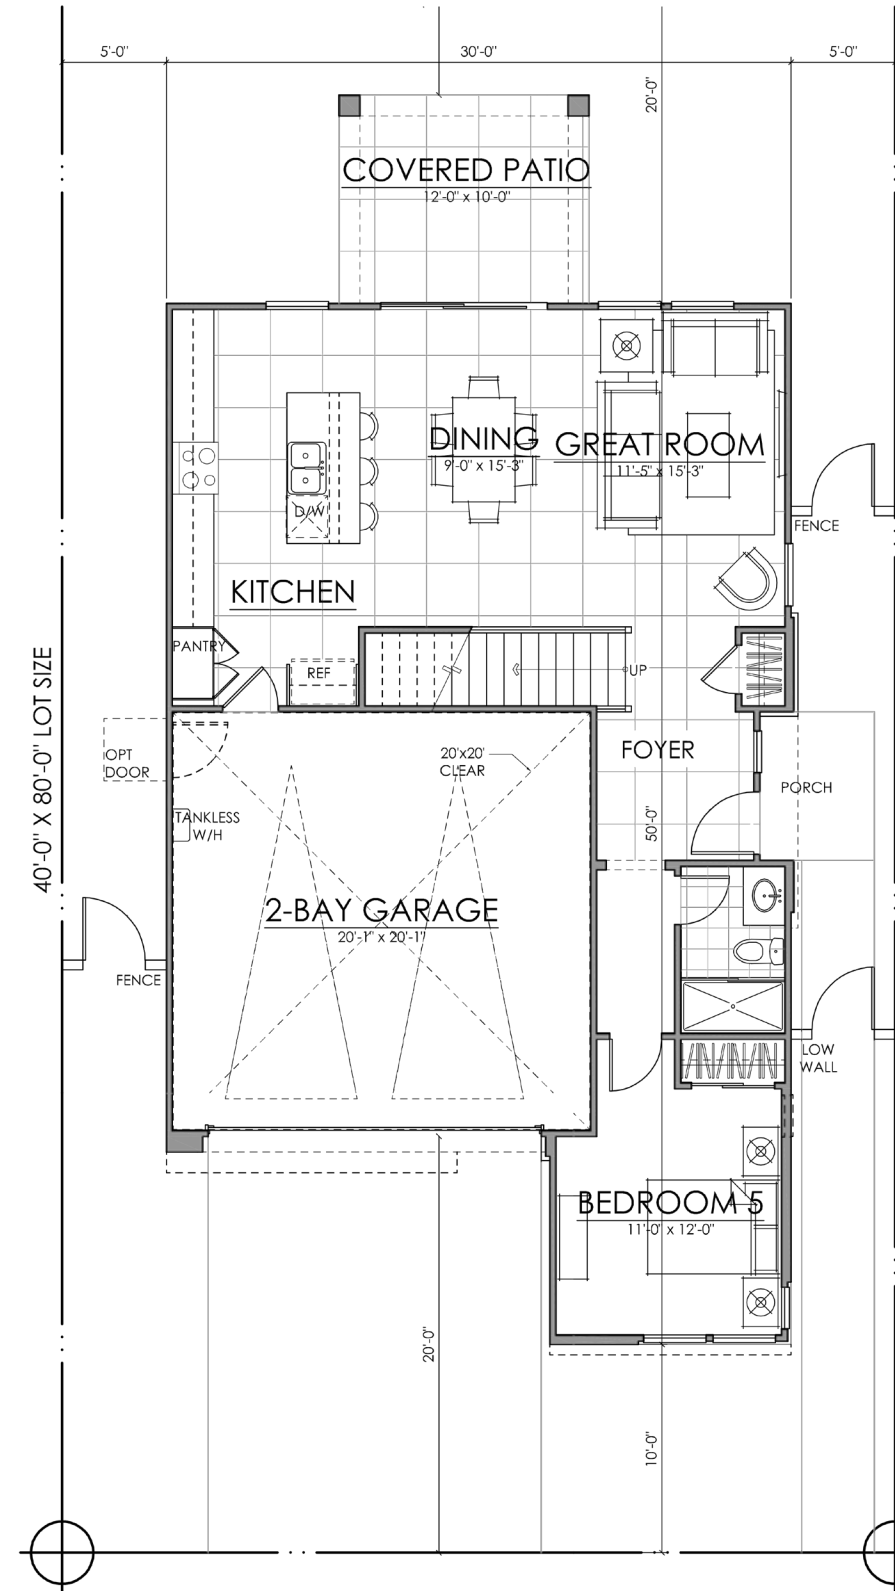 5'-0"
30'-0"
5'-0"
20'-0"
COVERED PATIO
12'-0" x 10'-0"
DINING
9'-0" x 15'-3"
GREAT ROOM
11'-5" x 15'-3"
D/W
FENCE
KITCHEN
PANTRY
REF
UP
40'-0" X 80'-0" LOT SIZE
OPT
DOOR
20'x20'
CLEAR
FOYER
PORCH
TANKLESS
W/H
50'-0"
2-BAY GARAGE
20'-1" x 20'-1"
FENCE
LOW
WALL
BEDROOM 5
11'-0" x 12'-0"
20'-0"
10'-0"